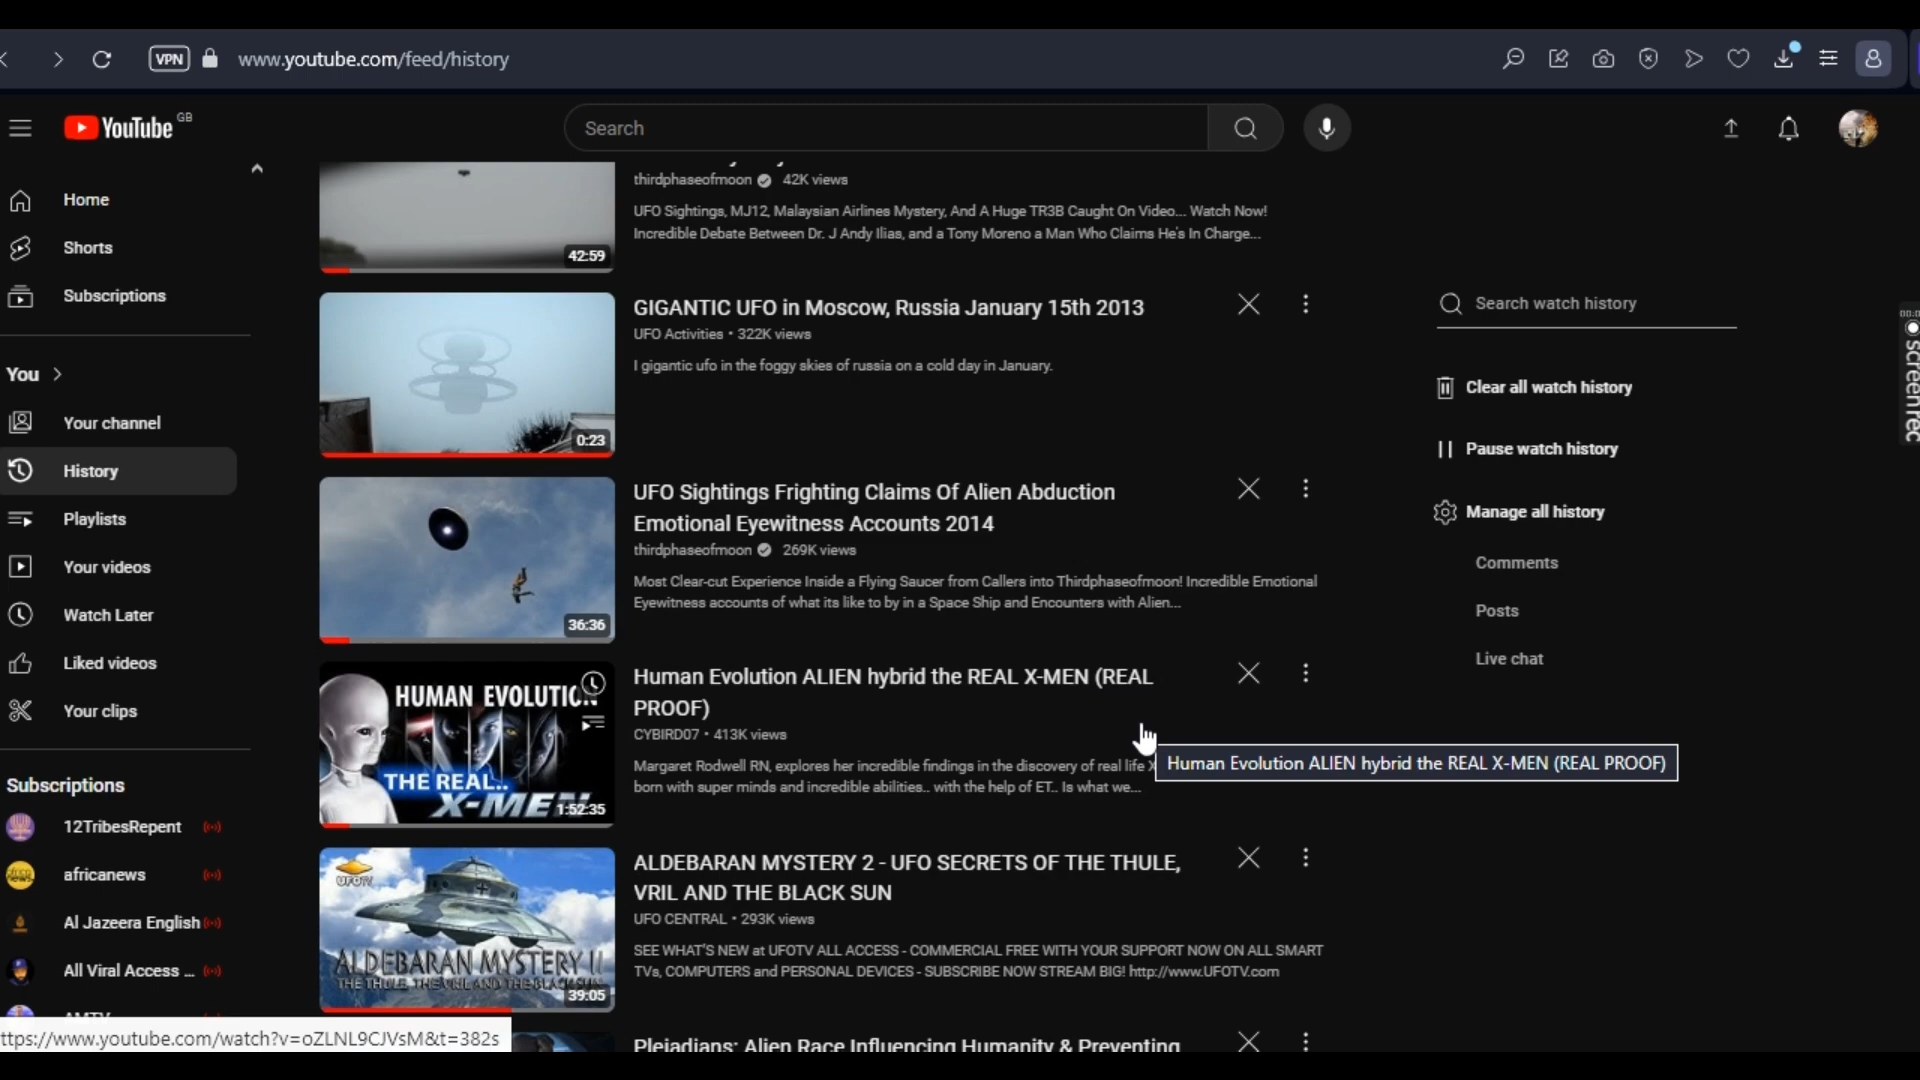 VPN
www.youtube.com/feed/history
YouTube GB
Search
Home
Shorts
Subscriptions
You
Your channel
History
Playlists
Your videos
Watch Later
Liked videos
Your clips
Subscriptions
12TribesRepent
africanews
Al Jazeera English
All Viral Access ...
ttps://www.youtube.com/watch?v=oZLNL9CJVsM&t=382s
thirdphaseofmoon 42K views
UFO Sightings, MJ12, Malaysian Airlines Mystery, And A Huge TR3B Caught On Video... Watch Now!
Incredible Debate Between Dr. J Andy Ilias, and a Tony Moreno a Man Who Claims He's In Charge...
42:59
GIGANTIC UFO in Moscow, Russia January 15th 2013
UFO Activities • 322K views
I gigantic ufo in the foggy skies of russia on a cold day in January.
0:23
UFO Sightings Frighting Claims Of Alien Abduction
Emotional Eyewitness Accounts 2014
thirdphaseofmoon 269K views
Most Clear-cut Experience Inside a Flying Saucer from Callers into Thirdphaseofmoon! Incredible Emotional
Eyewitness accounts of what its like to by in a Space Ship and Encounters with Alien...
36:36
HUMAN EVOLUTION
THE REAL..
X-MEN
1:52:35
Human Evolution ALIEN hybrid the REAL X-MEN (REAL
PROOF)
CYBIRD07 • 413K views
Margaret Rodwell RN, explores her incredible findings in the discovery of real life X
born with super minds and incredible abilities.. with the help of ET.. Is what we...
Human Evolution ALIEN hybrid the REAL X-MEN (REAL PROOF)
UFOTV
ALDEBARAN MYSTERY II
THE THULE, THE VRIL AND THE BLACK SUN
39:05
ALDEBARAN MYSTERY 2 - UFO SECRETS OF THE THULE,
VRIL AND THE BLACK SUN
UFO CENTRAL • 293K views
SEE WHAT'S NEW at UFOTV ALL ACCESS - COMMERCIAL FREE WITH YOUR SUPPORT NOW ON ALL SMART
TVs, COMPUTERS and PERSONAL DEVICES - SUBSCRIBE NOW STREAM BIG! http://www.UFOTV.com
Pleiadians: Alien Race Influencing Humanity & Preventing
Search watch history
Clear all watch history
Pause watch history
Manage all history
Comments
Posts
Live chat
screenrec